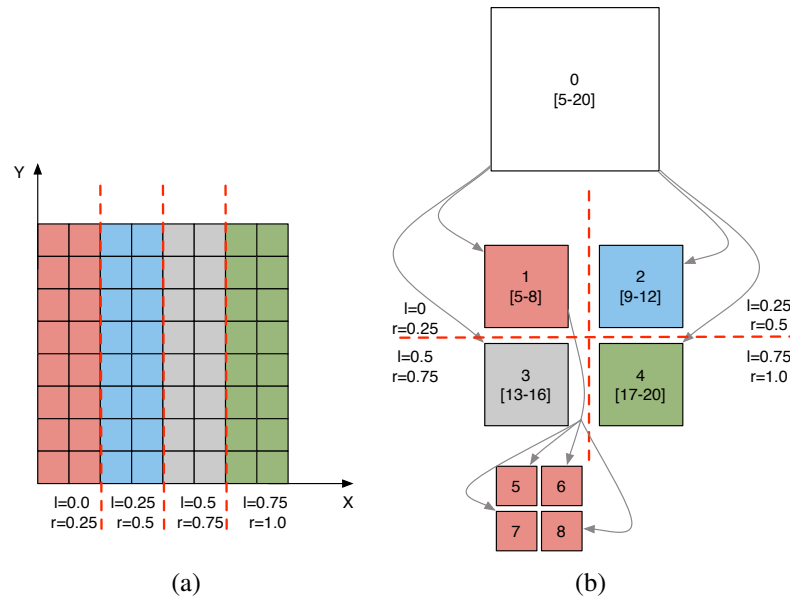 Y
X
l=0.0
r=0.25
l=0.25
r=0.5
l=0.5
r=0.75
l=0.75
r=1.0
(a)
0
[5-20]
1
[5-8]
2
[9-12]
l=0
r=0.25
l=0.25
r=0.5
l=0.5
r=0.75
l=0.75
r=1.0
3
[13-16]
4
[17-20]
5
6
7
8
(b)